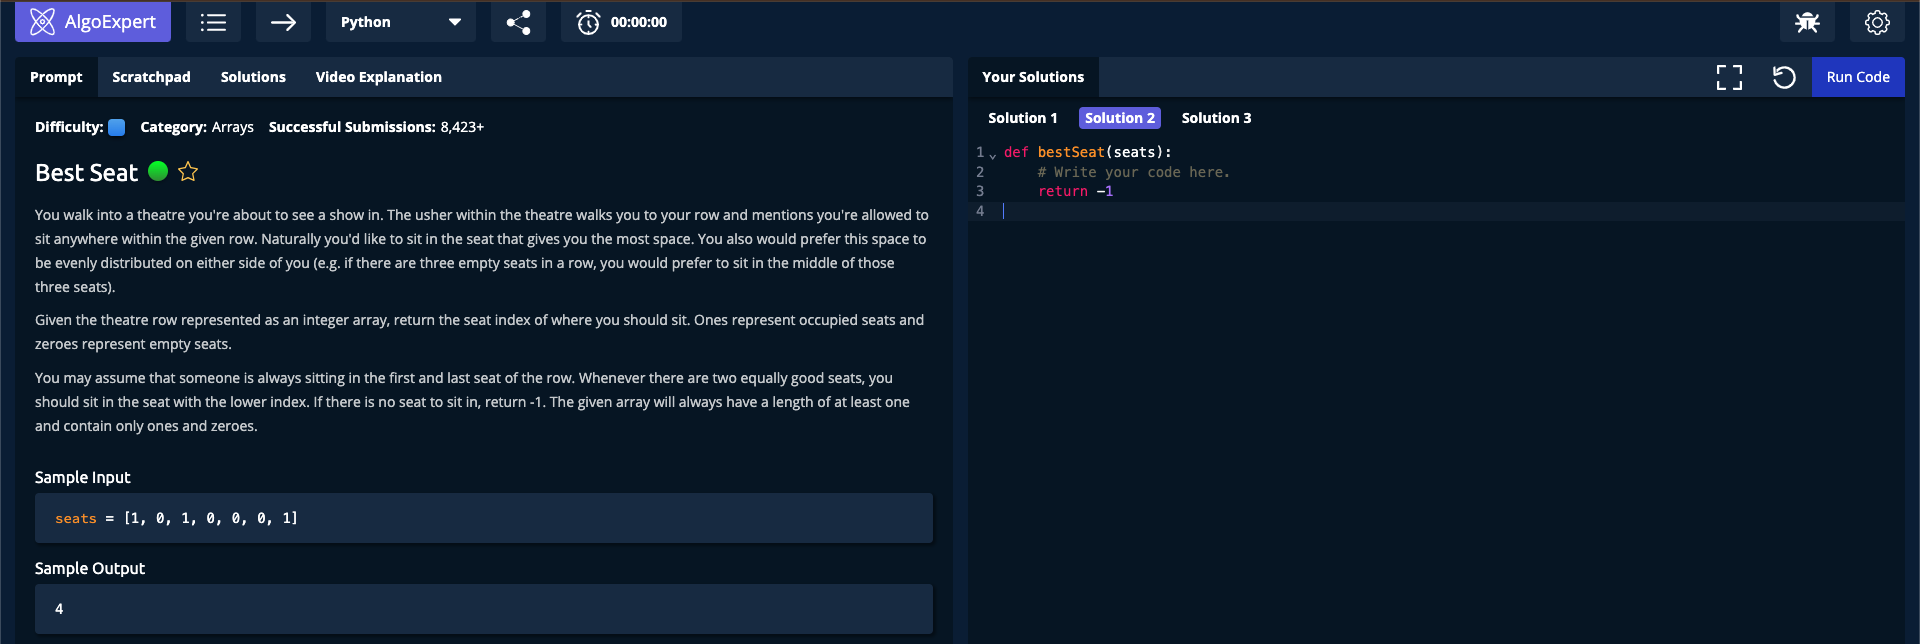 AlgoExpert
Python
00:00:00
Prompt
Scratchpad
Solutions
Video Explanation
Difficulty:
Category: Arrays
Successful Submissions: 8,423+
Best Seat
You walk into a theatre you're about to see a show in. The usher within the theatre walks you to your row and mentions you're allowed to
sit anywhere within the given row. Naturally you'd like to sit in the seat that gives you the most space. You also would prefer this space to
be evenly distributed on either side of you (e.g. if there are three empty seats in a row, you would prefer to sit in the middle of those
three seats).
Given the theatre row represented as an integer array, return the seat index of where you should sit. Ones represent occupied seats and
zeroes represent empty seats.
You may assume that someone is always sitting in the first and last seat of the row. Whenever there are two equally good seats, you
should sit in the seat with the lower index. If there is no seat to sit in, return -1. The given array will always have a length of at least one
and contain only ones and zeroes.
Sample Input
seats = [1, 0, 1, 0, 0, 0, 1]
Sample Output
4
Your Solutions
Run Code
Solution 1
Solution 2
Solution 3
1 def bestSeat(seats):
2     # Write your code here.
3     return -1
4